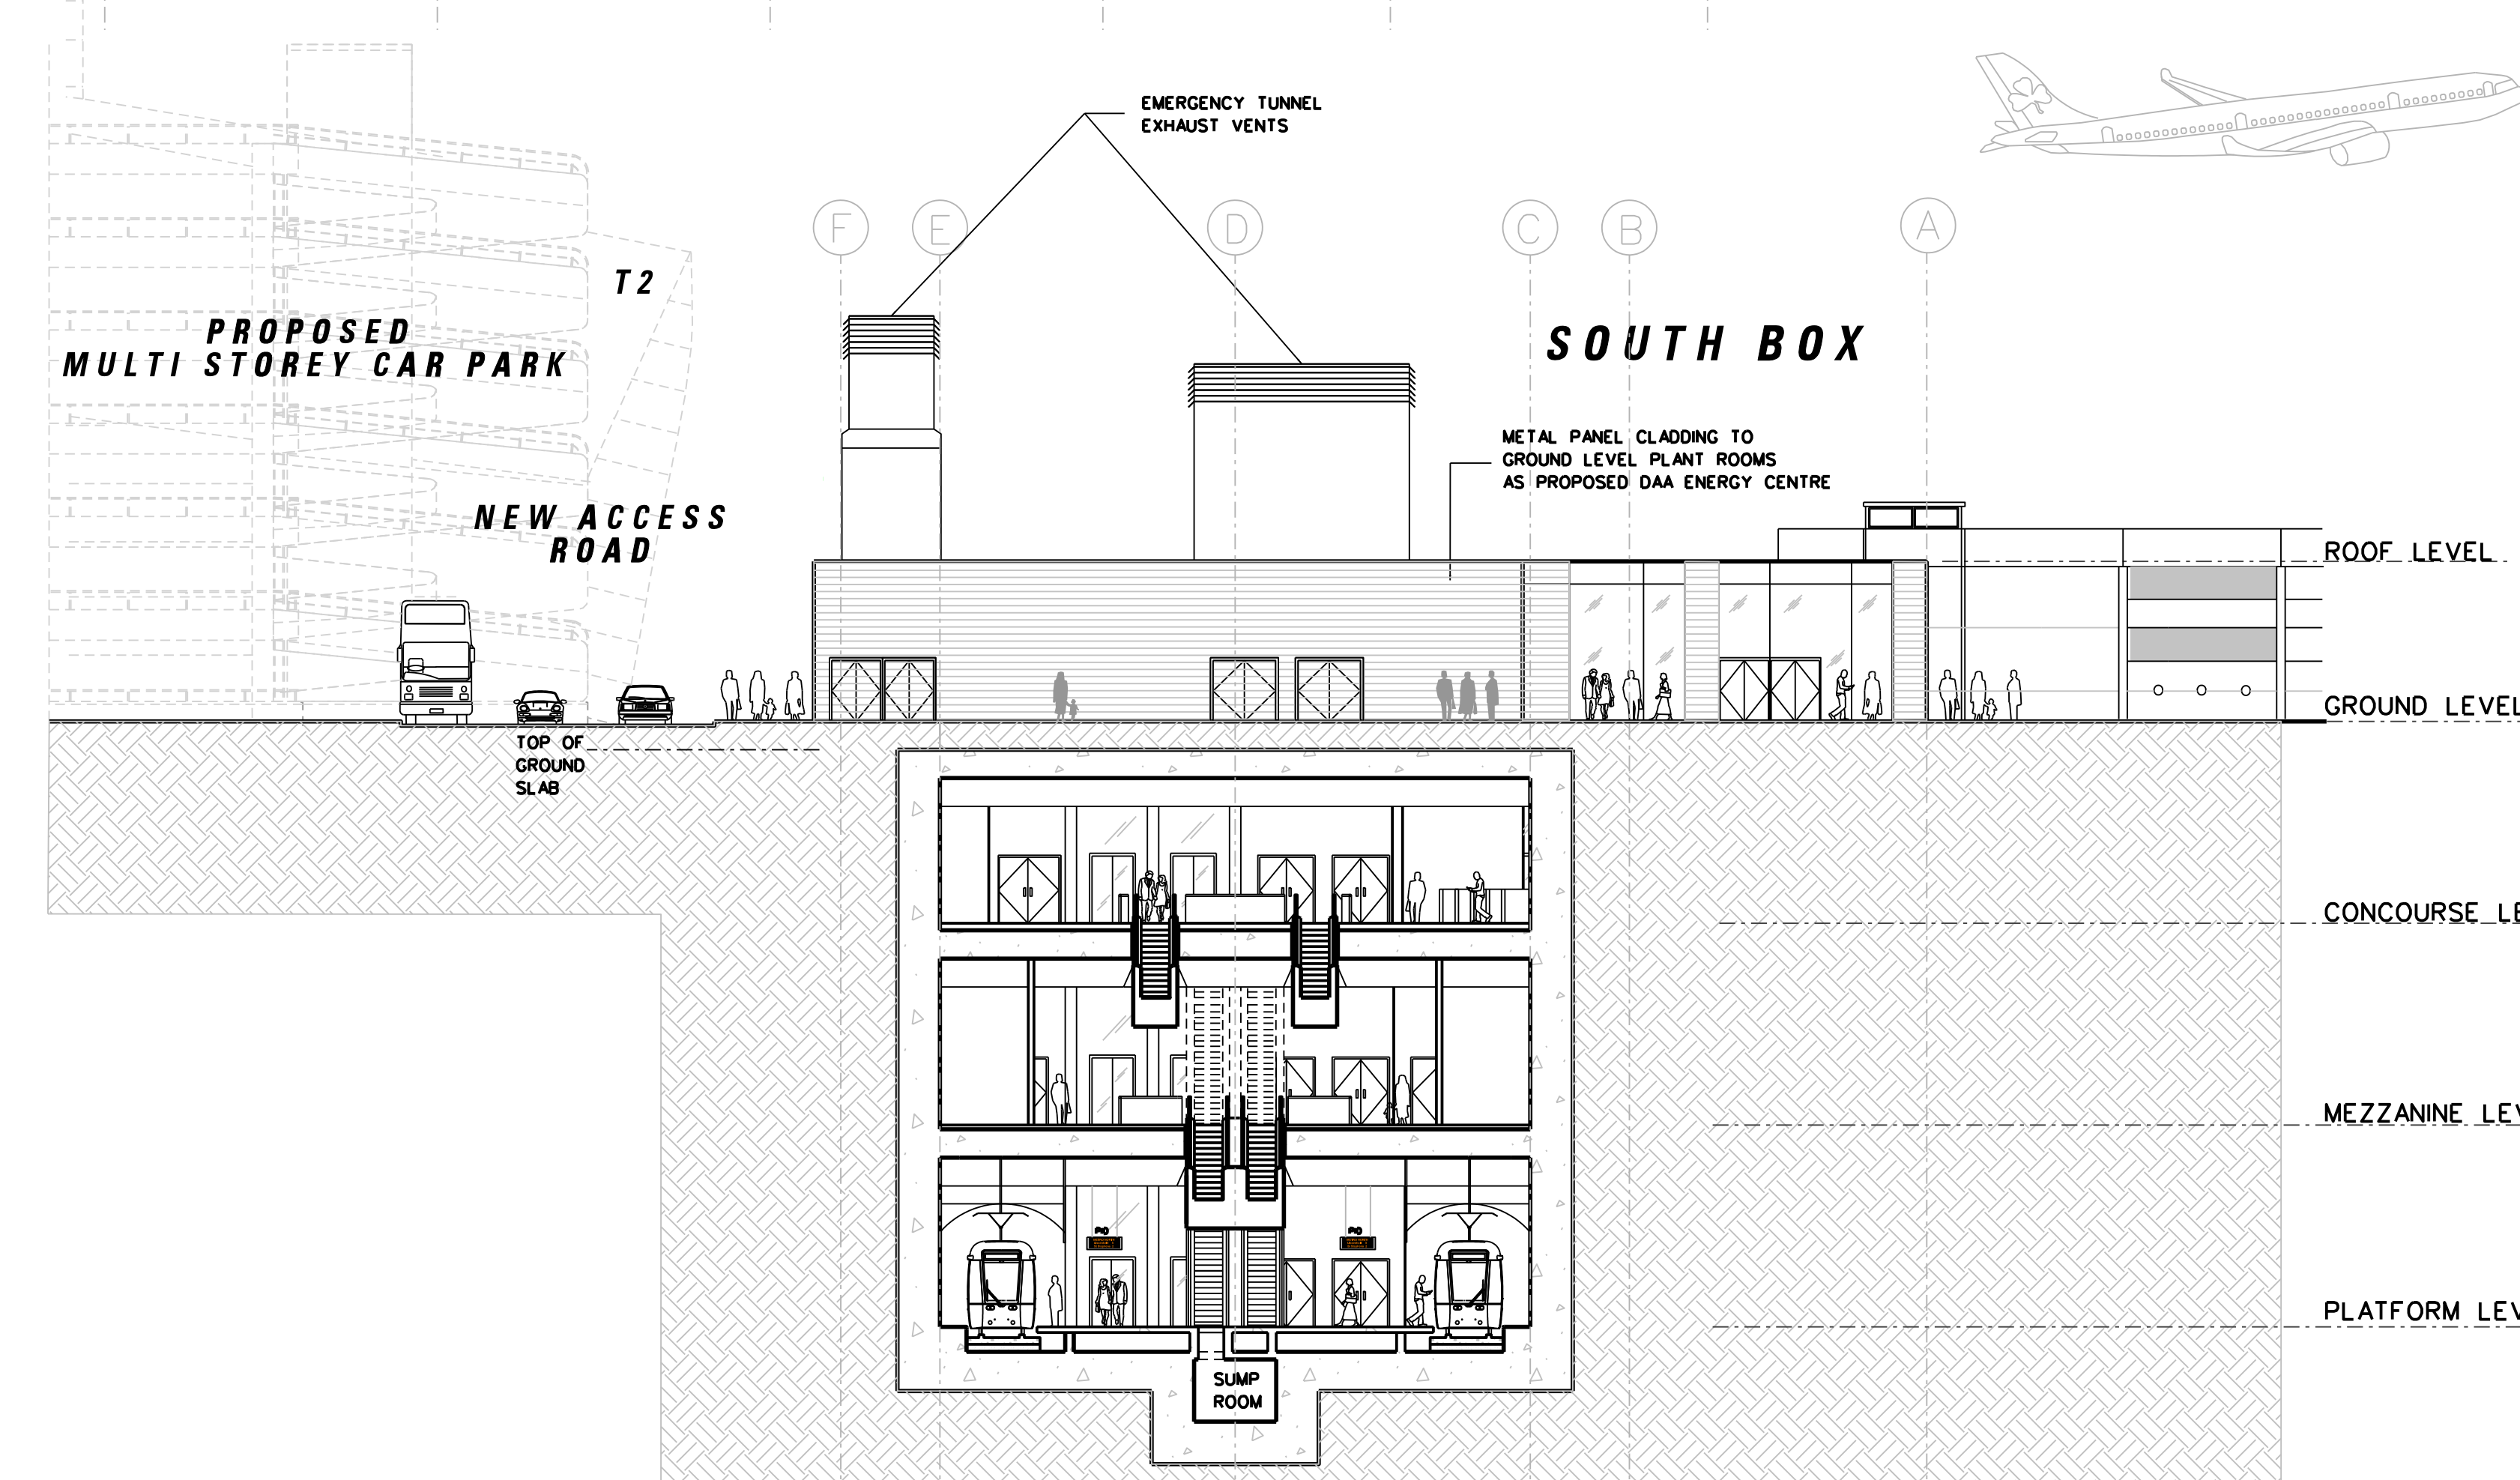 EMERGENCY TUNNEL
EXHAUST VENTS
F
E
D
C
B
A
T2
PROPOSED
MULTI STOREY CAR PARK
SOUTH BOX
METAL PANEL CLADDING TO
GROUND LEVEL PLANT ROOMS
AS PROPOSED DAA ENERGY CENTRE
NEW ACCESS
ROAD
ROOF LEVEL
GROUND LEVEL
TOP OF
GROUND
SLAB
CONCOURSE LE
MEZZANINE LEV
PLATFORM LEV
PID
PID
SUMP
ROOM